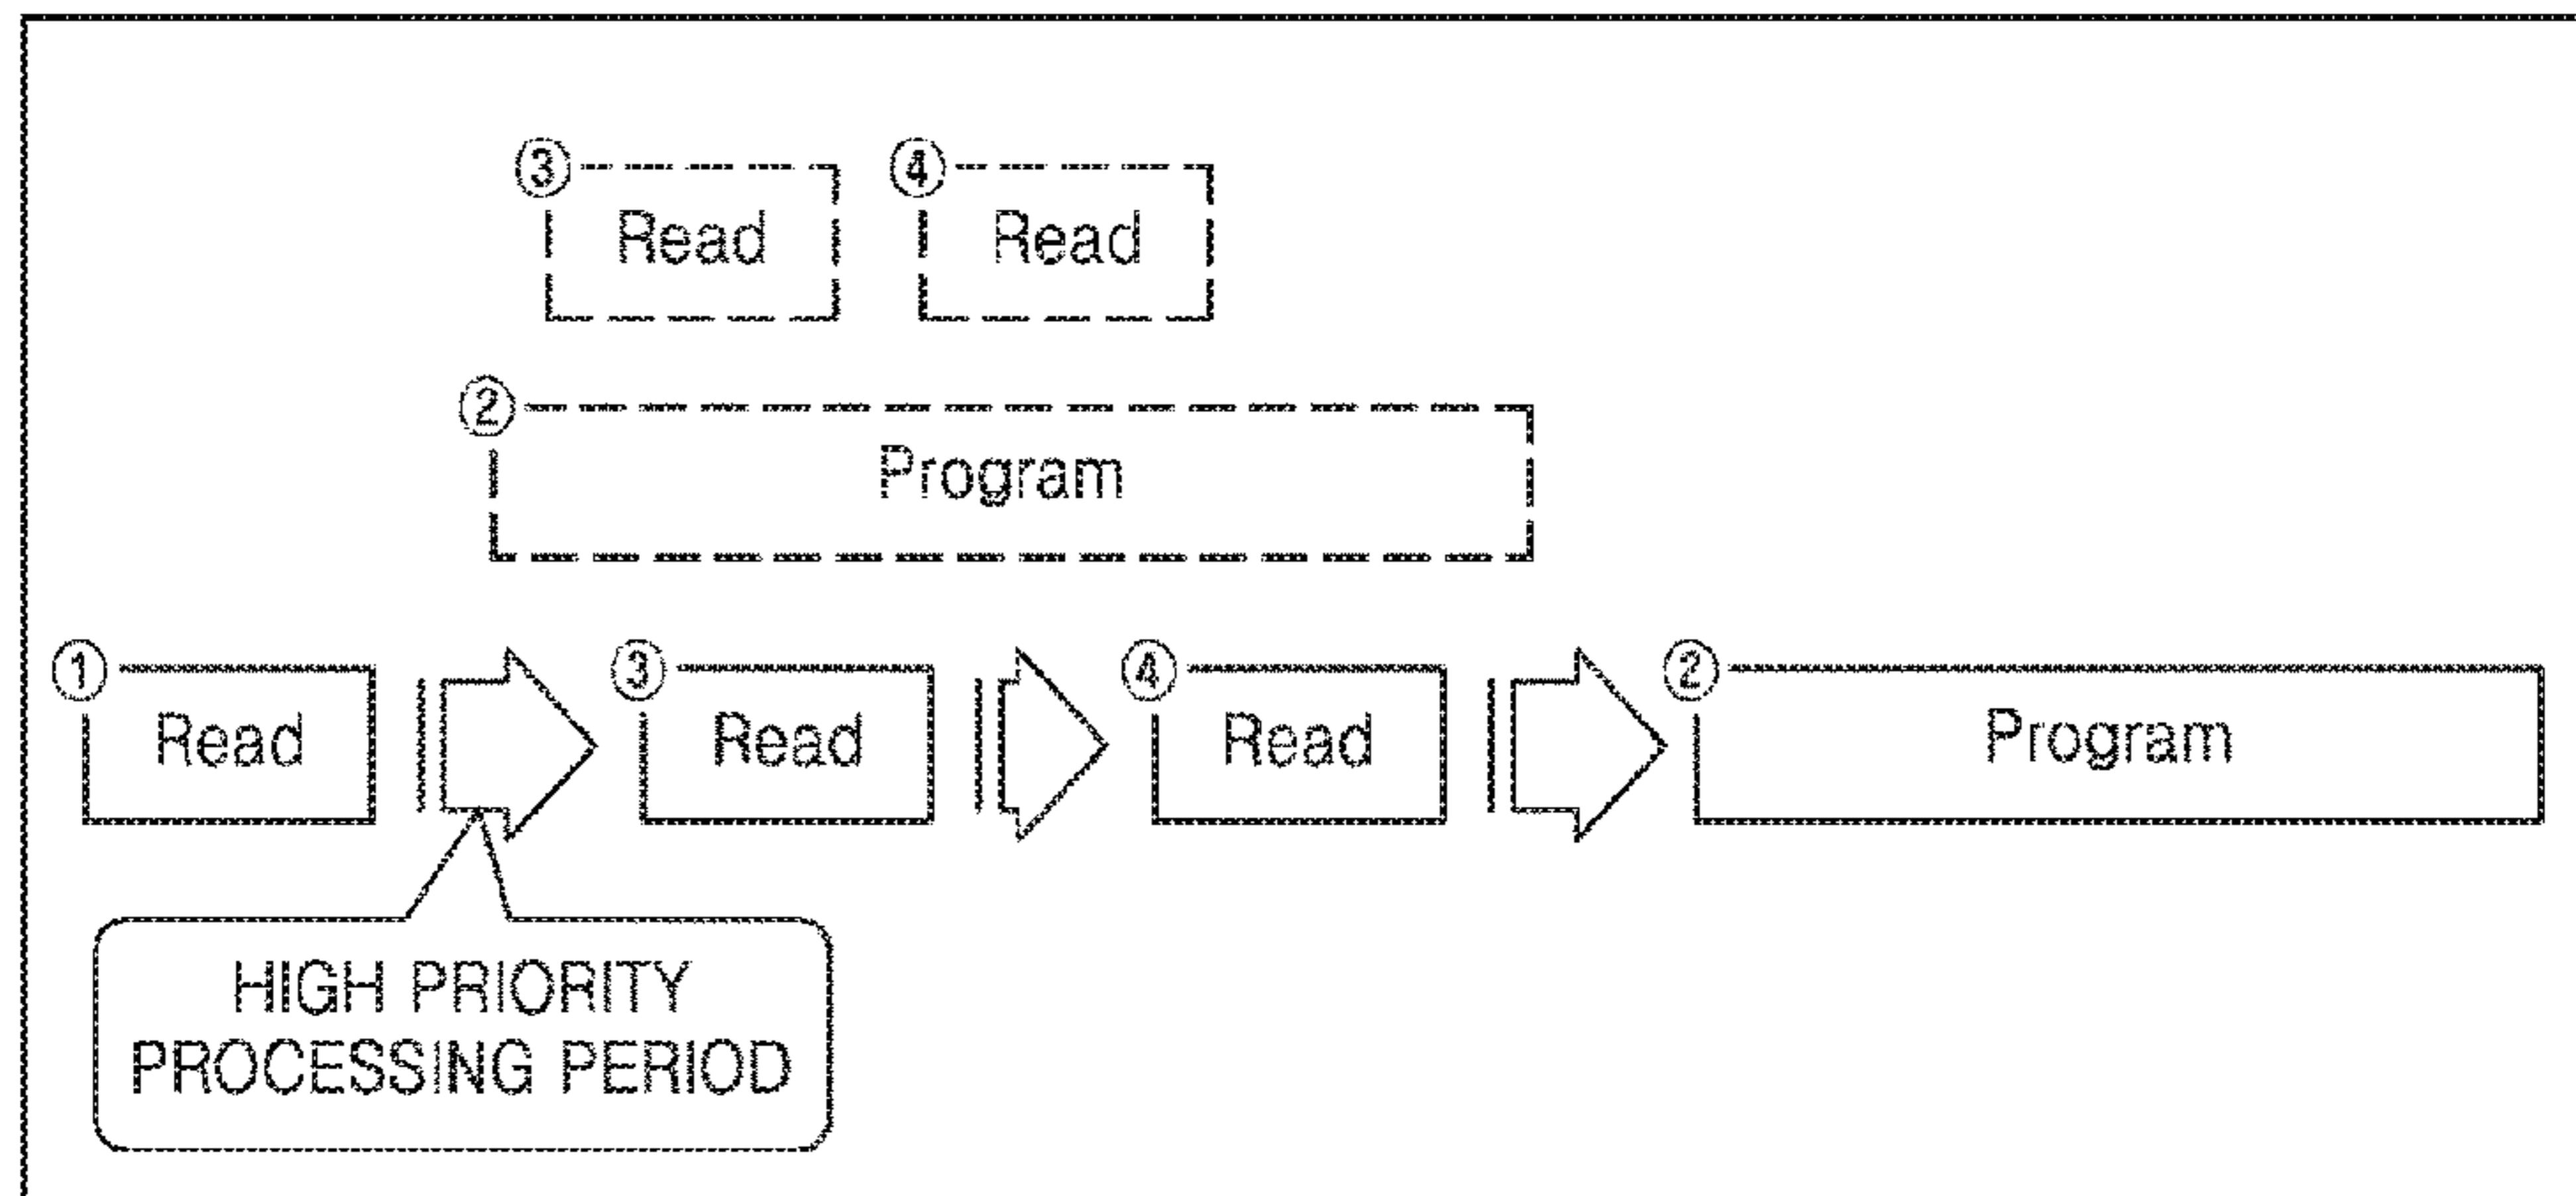 ③ Read ④ Read
② Program
① Read ③ Read ④ Read ② Program
HIGH PRIORITY
PROCESSING PERIOD